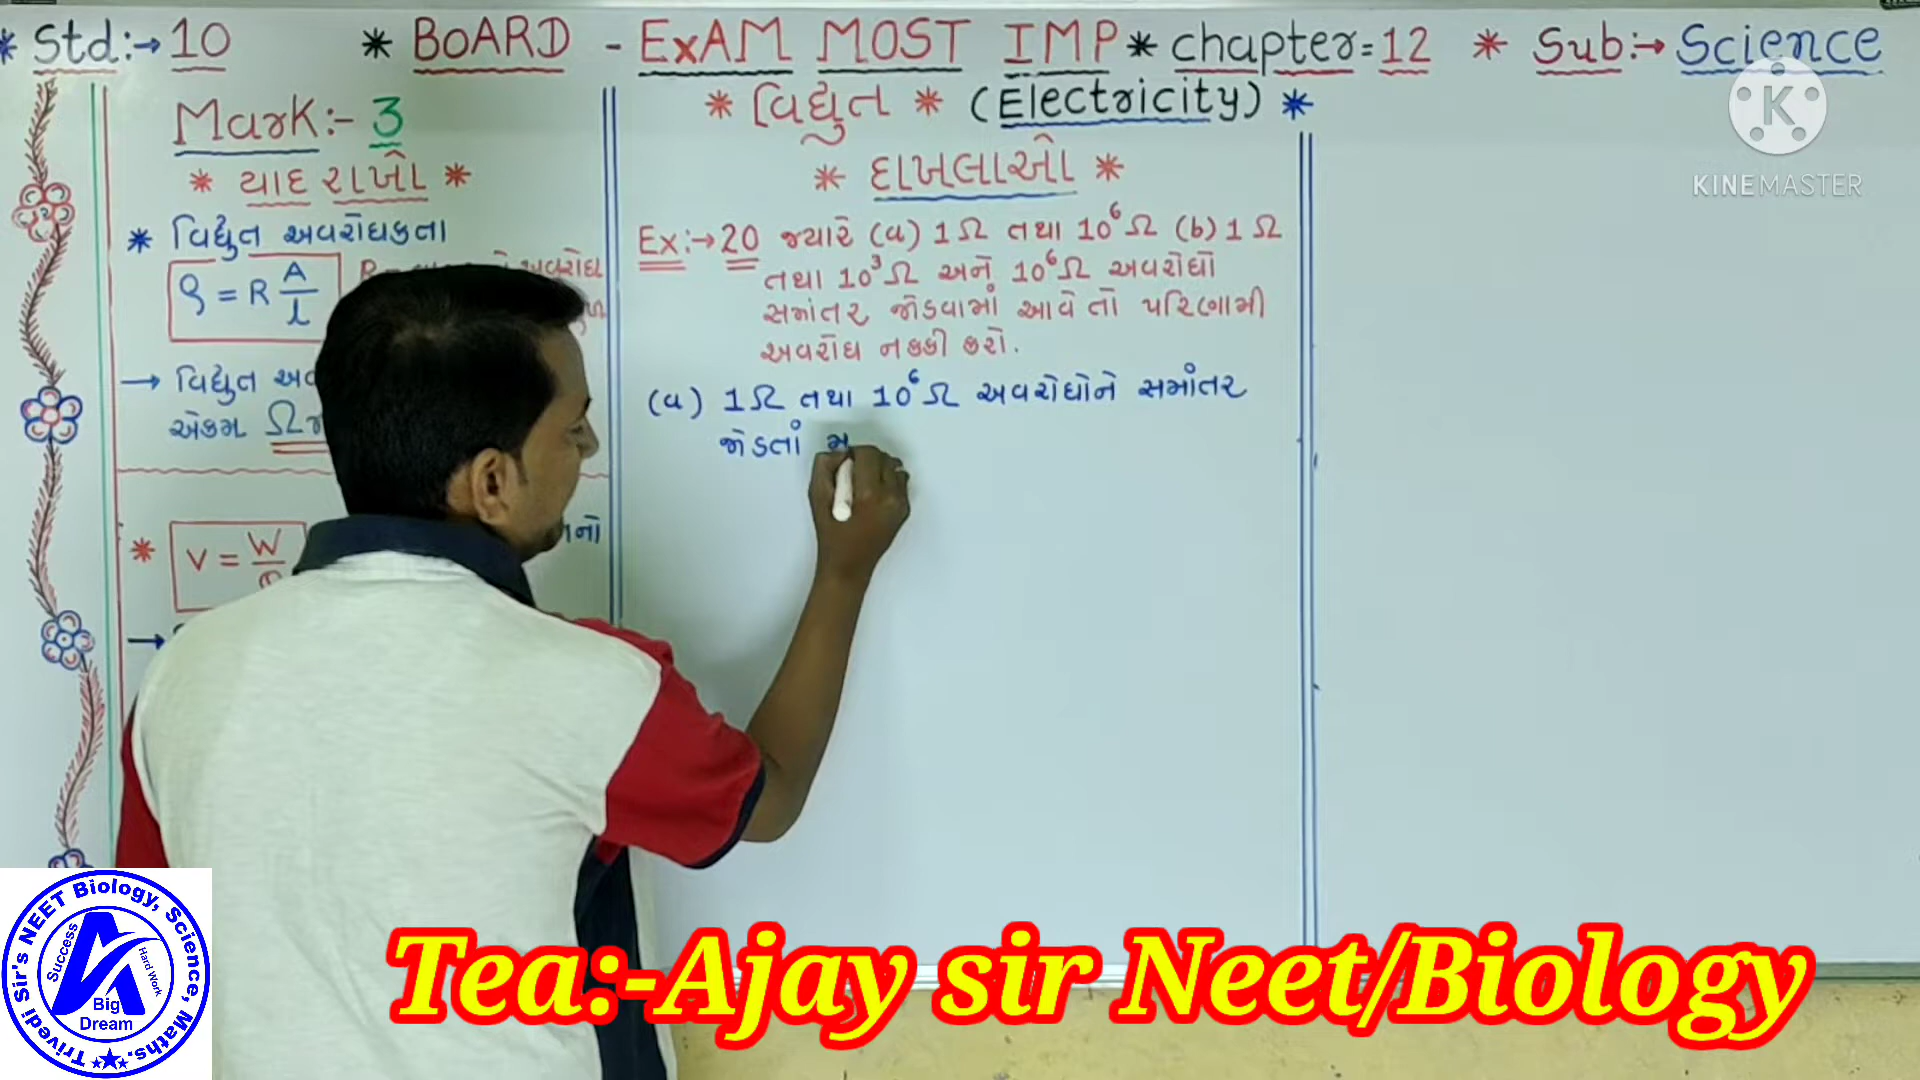 * Std:→ 10 * BoARD - ExAM MOST IMP * chapter = 12 * Sub:→ Science
Mark:- 3
* યાદ રાખો *
* વિદ્યુત અવરોધકતા
ρ = R A/l
→ વિદ્યુત
એકમ Ω
* V = W/Q
→
* વિદ્યુત * (Electricity) *
* દાખલાઓ *
Ex:→ 20 જ્યારે (a) 1Ω તથા 10⁶Ω (b) 1Ω
તથા 10³Ω અને 10⁶Ω અવરોધો
સમાંતર જોડવામાં આવે તો પરિણામી
અવરોધ નક્કી કરો.
(a) 1Ω તથા 10⁶Ω અવરોધોને સમાંતર
જોડતાં
K
KINEMASTER
Trivedi Sir's NEET Biology, Science, Maths.
Success
Hard Work
Big
Dream
Tea:-Ajay sir Neet/Biology